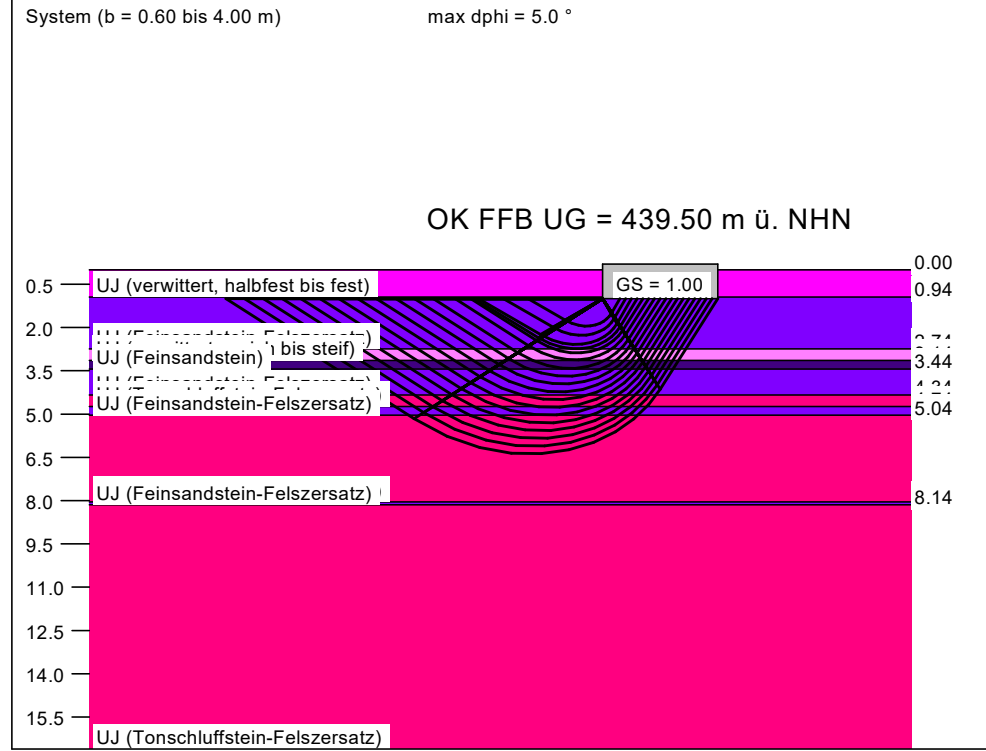 System (b = 0.60 bis 4.00 m) max dphi = 5.0 °
OK FFB UG = 439.50 m ü. NHN
0.00
0.5 UJ (verwittert, halbfest bis fest) GS = 1.00 0.94
2.0
bis steif)
UJ (Feinsandstein) 3.44
3.5
UJ (Feinsandstein-Felszersatz) 5.04
5.0
6.5
UJ (Feinsandstein-Felszersatz) 8.14
8.0
9.5
11.0
12.5
14.0
15.5
UJ (Tonschluffstein-Felszersatz)